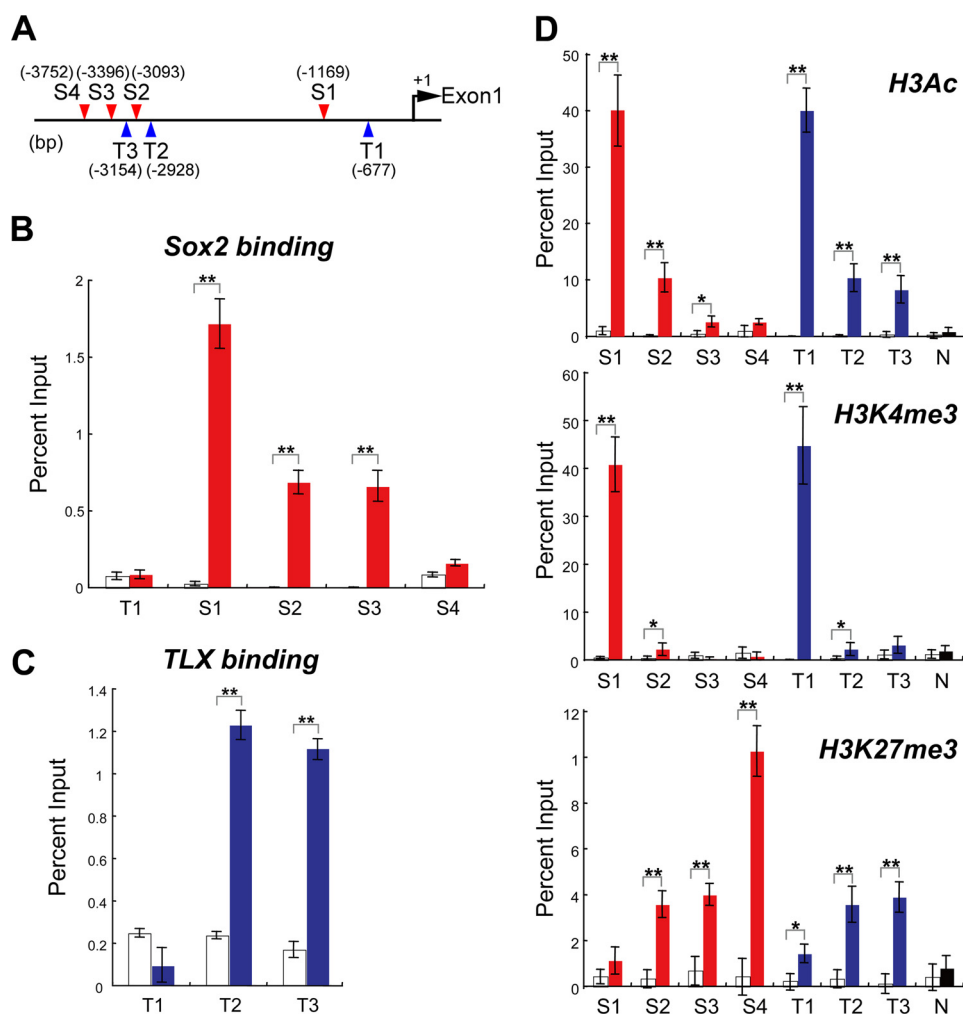 A
(-3752) (-3396) (-3093) (-1169)
S4 S3 S2 S1 +1 Exon1
(bp)
T3 T2 T1
(-3154) (-2928) (-677)
B
Sox2 binding
Percent Input
2
1.5
1
0.5
0
** ** **
T1 S1 S2 S3 S4
C
TLX binding
Percent Input
1.4
1.2
1
0.8
0.6
0.4
0.2
0
** **
T1 T2 T3
D
H3Ac
Percent Input
50
40
30
20
10
0
** ** * ** ** **
S1 S2 S3 S4 T1 T2 T3 N
H3K4me3
Percent Input
60
50
40
30
20
10
0
** * ** *
S1 S2 S3 S4 T1 T2 T3 N
H3K27me3
Percent Input
12
10
8
6
4
2
0
** ** ** * ** **
S1 S2 S3 S4 T1 T2 T3 N